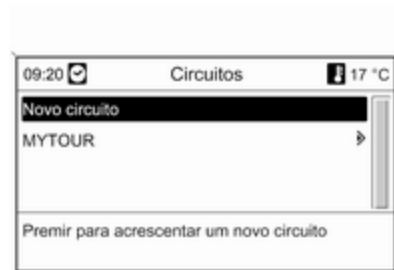 09:20 Circuitos 17 °C
Novo circuito
MYTOUR
Premir para acrescentar um novo circuito